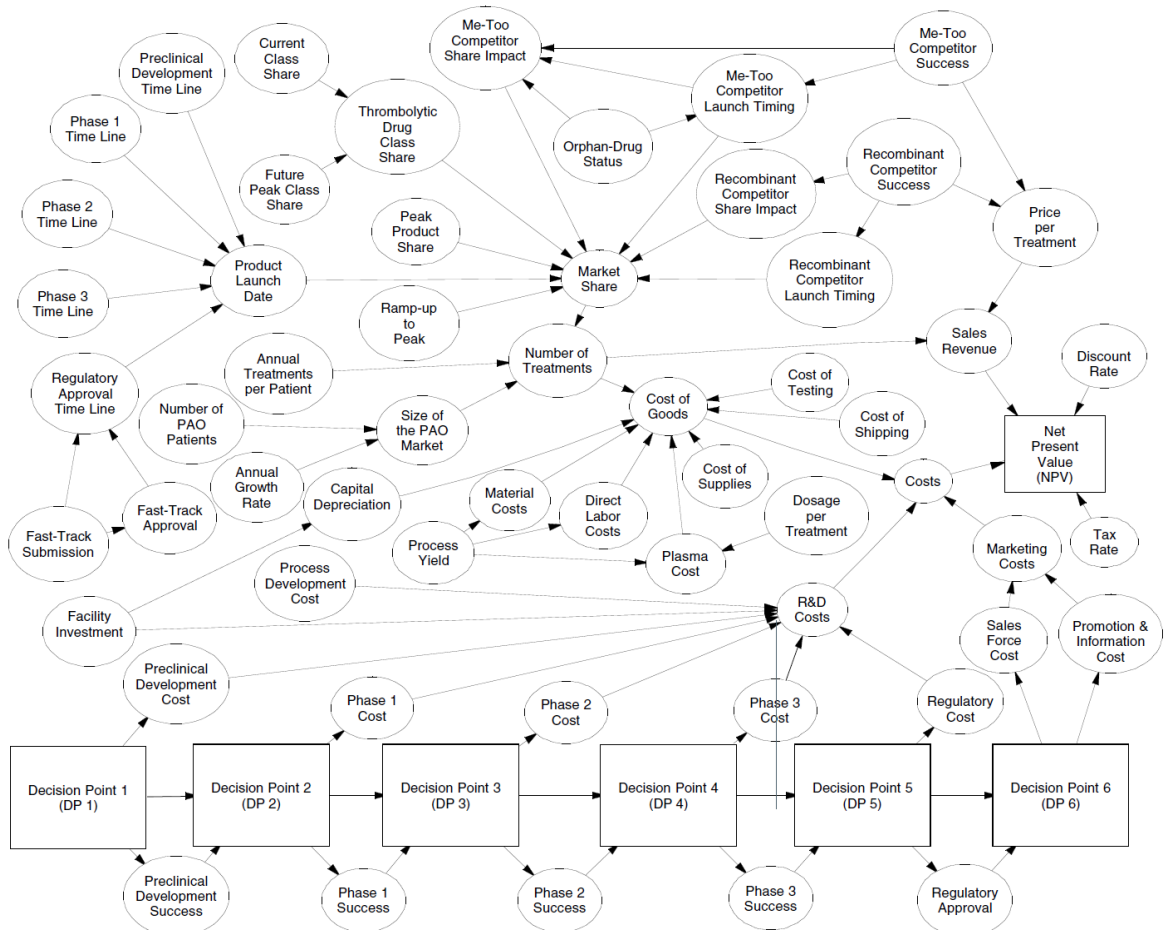 Current
Class
Share
Me-Too
Competitor
Share Impact
Me-Too
Competitor
Success
Preclinical
Development
Time Line
Me-Too
Competitor
Launch Timing
Phase 1
Time Line
Thrombolytic
Drug
Class
Share
Orphan-Drug
Status
Recombinant
Competitor
Success
Future
Peak Class
Share
Recombinant
Competitor
Share Impact
Phase 2
Time Line
Peak
Product
Share
Price
per
Treatment
Product
Launch
Date
Market
Share
Recombinant
Competitor
Launch Timing
Phase 3
Time Line
Ramp-up
to
Peak
Sales
Revenue
Number of
Treatments
Discount
Rate
Annual
Treatments
per Patient
Regulatory
Approval
Time Line
Cost of
Testing
Number of
PAO
Patients
Size of
the PAO
Market
Cost of
Goods
Cost of
Shipping
Net
Present
Value
(NPV)
Annual
Growth
Rate
Capital
Depreciation
Material
Costs
Cost of
Supplies
Costs
Fast-Track
Approval
Direct
Labor
Costs
Dosage
per
Treatment
Fast-Track
Submission
Process
Yield
Plasma
Cost
Marketing
Costs
Tax
Rate
Process
Development
Cost
Facility
Investment
R&D
Costs
Sales
Force
Cost
Promotion &
Information
Cost
Preclinical
Development
Cost
Phase 1
Cost
Phase 2
Cost
Phase 3
Cost
Regulatory
Cost
Decision Point 1
(DP 1)
Decision Point 2
(DP 2)
Decision Point 3
(DP 3)
Decision Point 4
(DP 4)
Decision Point 5
(DP 5)
Decision Point 6
(DP 6)
Preclinical
Development
Success
Phase 1
Success
Phase 2
Success
Phase 3
Success
Regulatory
Approval